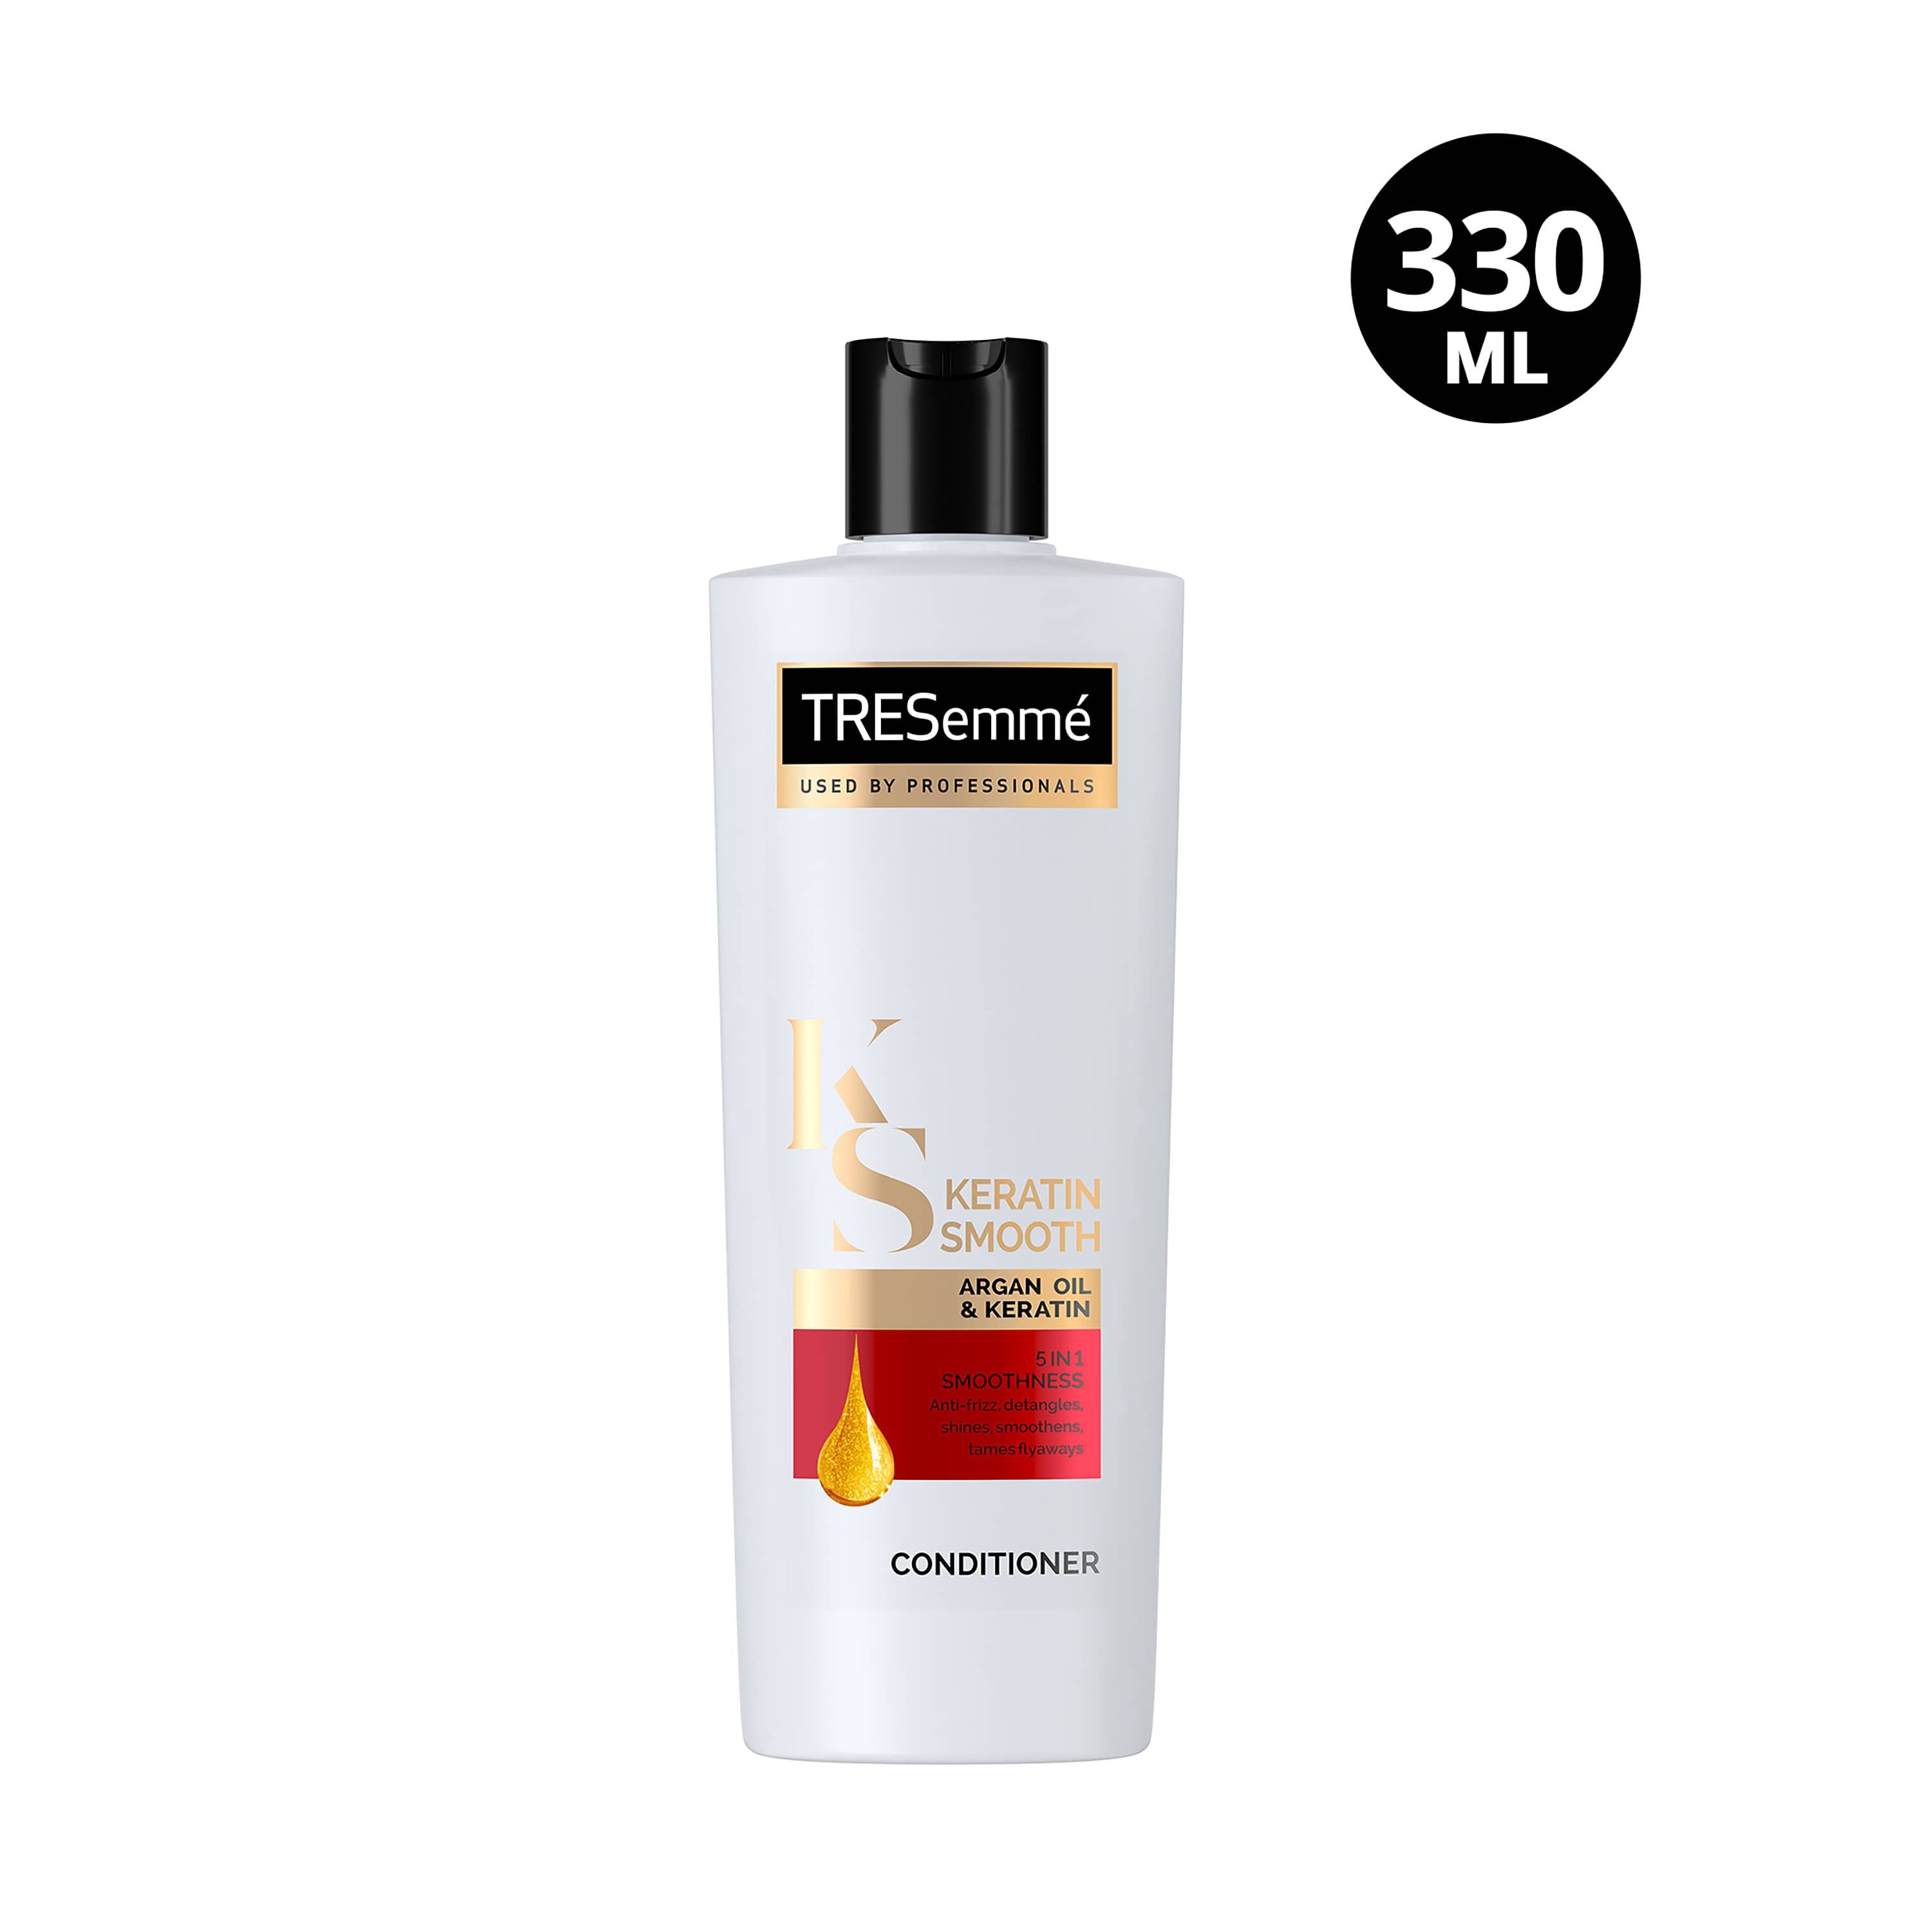 330
ML
TRESemmé
USED BY PROFESSIONALS
KS
KERATIN
SMOOTH
ARGAN OIL
& KERATIN
5 IN 1
SMOOTHNESS
Anti-frizz, detangles,
shines, smoothens,
tames flyaways
CONDITIONER